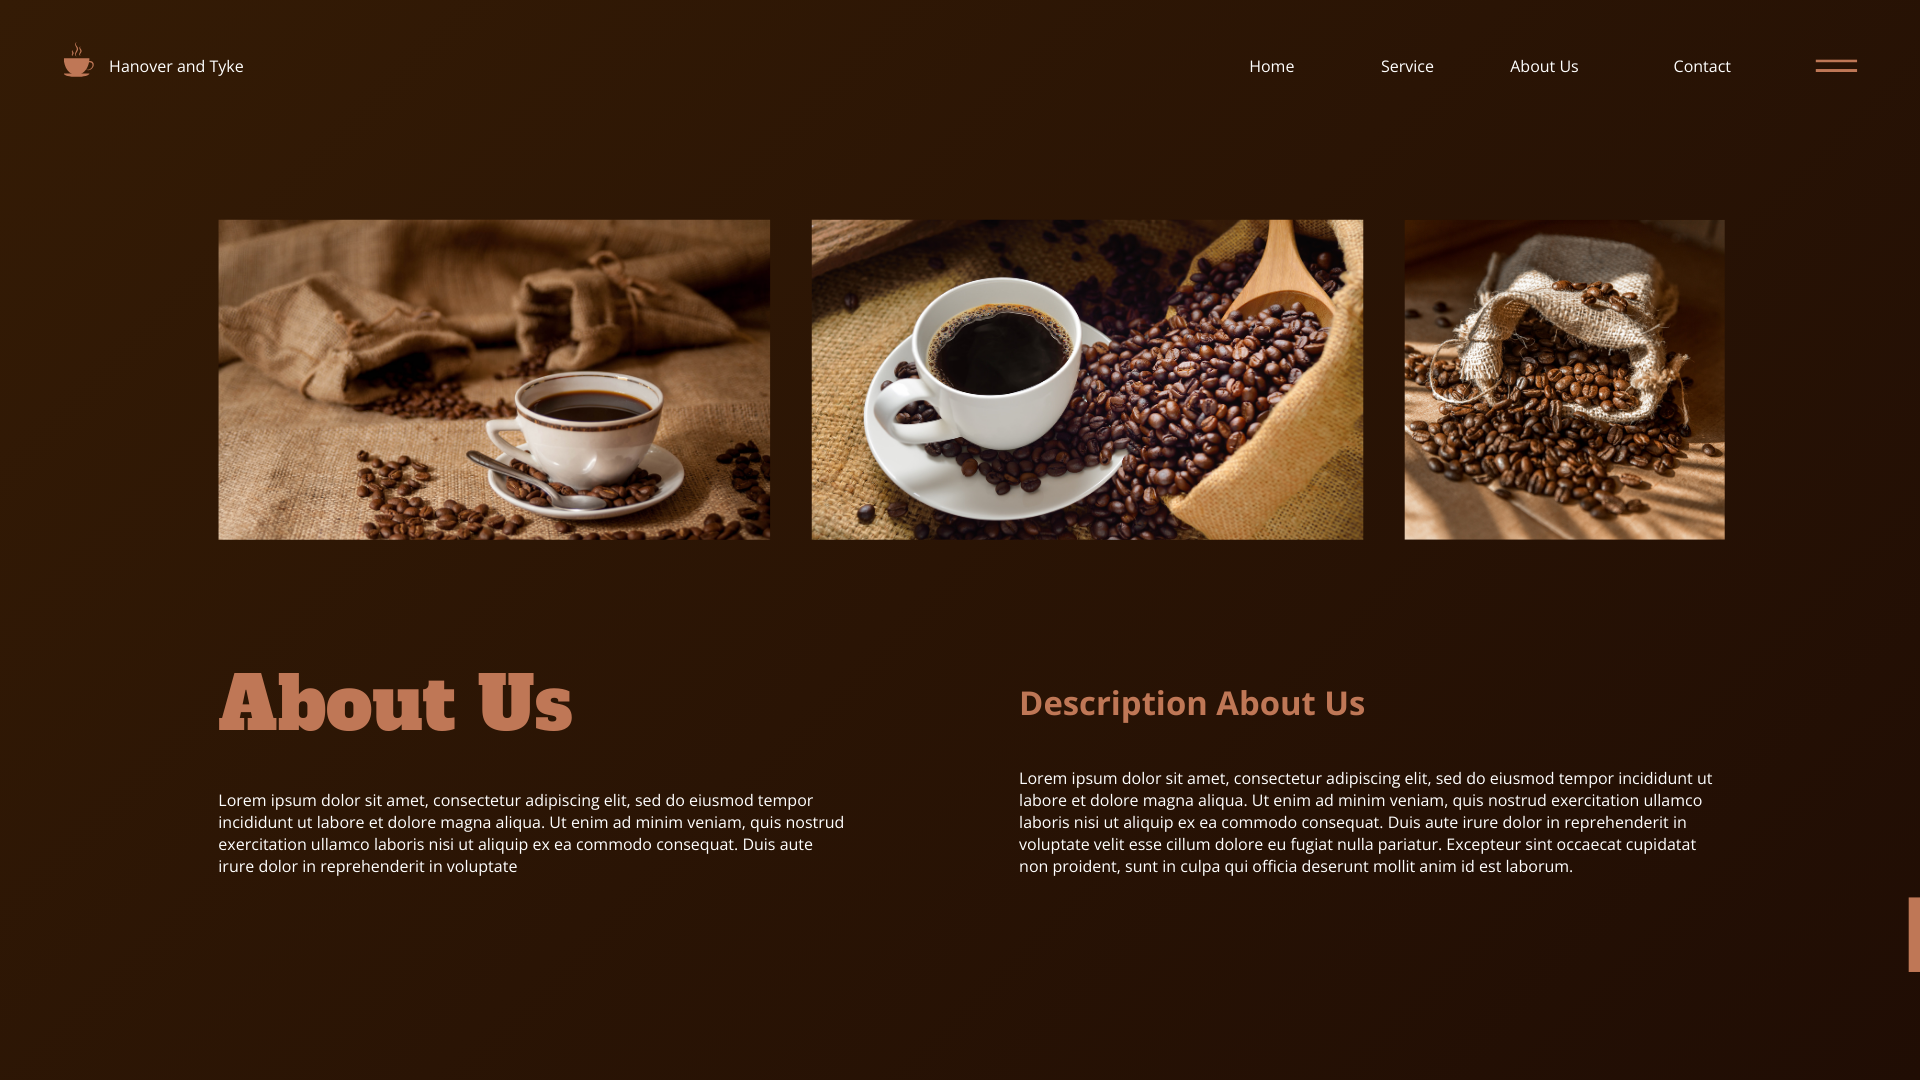 Hanover and Tyke
Home
Service
About Us
Contact
About Us
Lorem ipsum dolor sit amet, consectetur adipiscing elit, sed do eiusmod tempor
incididunt ut labore et dolore magna aliqua. Ut enim ad minim veniam, quis nostrud
exercitation ullamco laboris nisi ut aliquip ex ea commodo consequat. Duis aute
irure dolor in reprehenderit in voluptate
Description About Us
Lorem ipsum dolor sit amet, consectetur adipiscing elit, sed do eiusmod tempor incididunt ut
labore et dolore magna aliqua. Ut enim ad minim veniam, quis nostrud exercitation ullamco
laboris nisi ut aliquip ex ea commodo consequat. Duis aute irure dolor in reprehenderit in
voluptate velit esse cillum dolore eu fugiat nulla pariatur. Excepteur sint occaecat cupidatat
non proident, sunt in culpa qui officia deserunt mollit anim id est laborum.